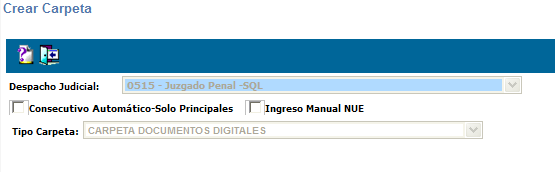 Crear Carpeta
Despacho Judicial: 0515 - Juzgado Penal -SQL
Consecutivo Automático-Solo Principales Ingreso Manual NUE
Tipo Carpeta: CARPETA DOCUMENTOS DIGITALES